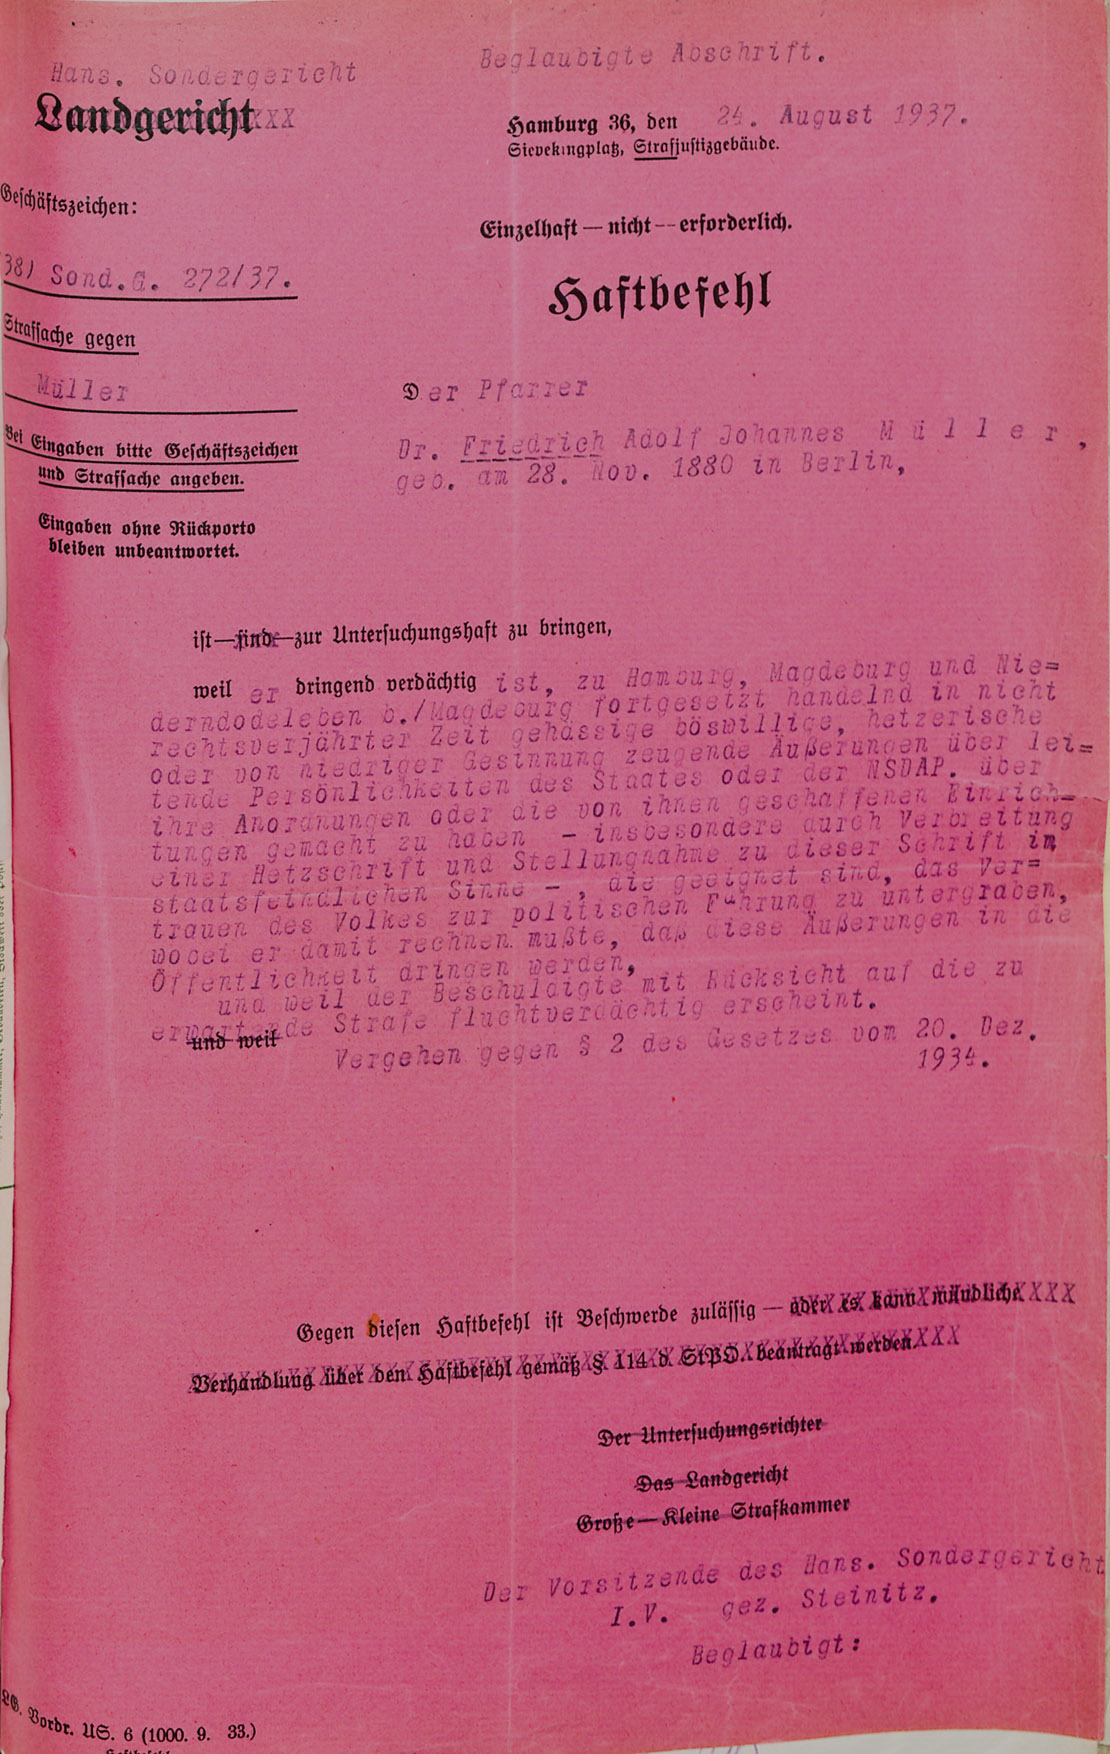 Hans. Sondergericht
Beglaubigte Abschrift.
Landgericht XXX
Hamburg 36, den 24. August 1937.
Sievekingplatz, Strafjustizgebäude.
Geschäftszeichen:
Einzelhaft — nicht — erforderlich.
38) Sond.G. 272/37.
Haftbefehl
Strafsache gegen
Müller
Der Pfarrer
Bei Eingaben bitte Geschäftszeichen
und Strafsache angeben.
Dr. Friedrich Adolf Johannes M ü l l e r ,
geb. am 28. Nov. 1880 in Berlin,
Eingaben ohne Rückporto
bleiben unbeantwortet.
ist — sind — zur Untersuchungshaft zu bringen,
weil er dringend verdächtig ist, zu Hamburg, Magdeburg und Nie=
derndodeleben b./Magdeburg fortgesetzt handelnd in nicht
rechtsverjährter Zeit gehässige böswillige, hetzerische
oder von niedriger Gesinnung zeugende Äußerungen über lei=
tende Persönlichkeiten des Staates oder der NSDAP. über
ihre Anordnungen oder die von ihnen geschaffenen Einrich=
tungen gemacht zu haben - insbesondere durch Verbreitung
einer Hetzschrift und Stellungnahme zu dieser Schrift im
staatsfeindlichen Sinne - , die geeignet sind, das Ver=
trauen des Volkes zur politischen Führung zu untergraben,
wobei er damit rechnen mußte, daß diese Äußerungen in die
Öffentlichkeit dringen werden,
und weil der Beschuldigte mit Rücksicht auf die zu
erwartende Strafe fluchtverdächtig erscheint.
und weil
Vergehen gegen § 2 des Gesetzes vom 20. Dez.
1934.
Gegen diesen Haftbefehl ist Beschwerde zulässig — oder es kann mündliche XXXX
Verhandlung über den Haftbefehl gemäß § 114 d. StPO. beantragt werden. XXX
Der Untersuchungsrichter
Das Landgericht
Große — Kleine Strafkammer
Der Vorsitzende des Hans. Sondergericht
I.V. gez. Steinitz.
Beglaubigt:
LG. Vordr. US. 6 (1000. 9. 33.)
Haftbefehl